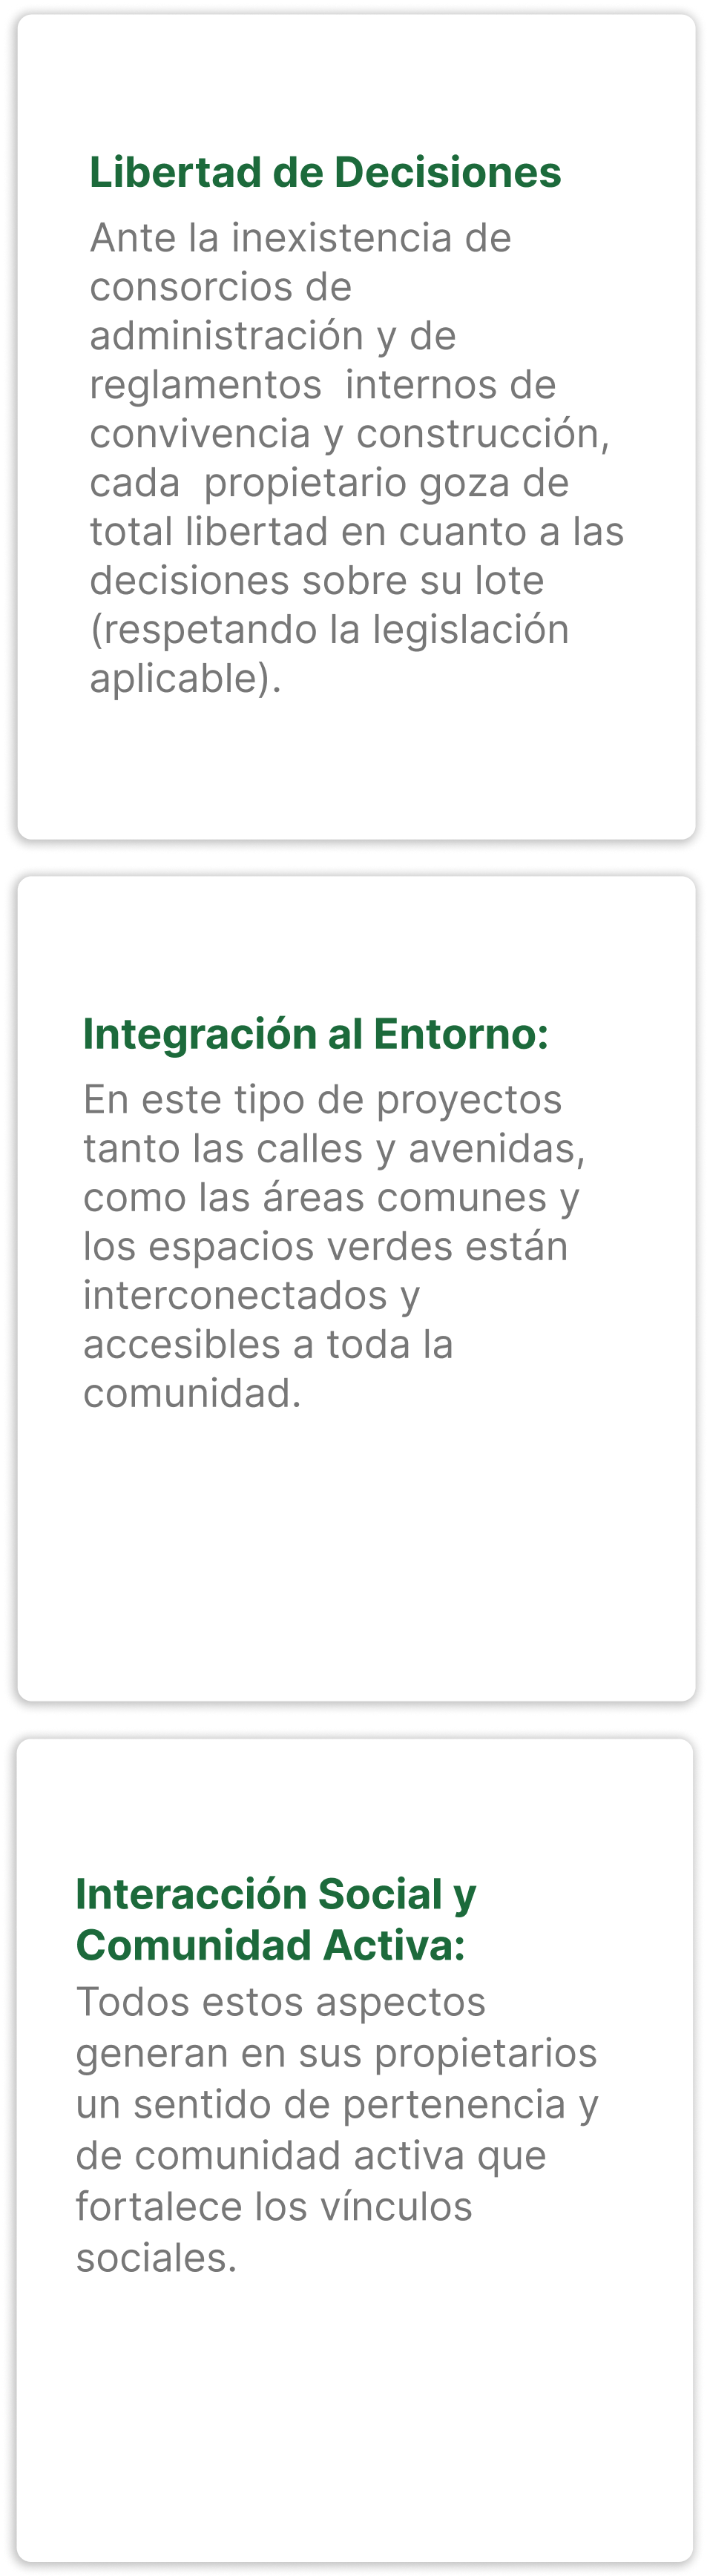 Libertad de Decisiones
Ante la inexistencia de
consorcios de
administración y de
reglamentos  internos de
convivencia y construcción,
cada  propietario goza de
total libertad en cuanto a las
decisiones sobre su lote
(respetando la legislación
aplicable).
Integración al Entorno:
En este tipo de proyectos
tanto las calles y avenidas,
como las áreas comunes y
los espacios verdes están
interconectados y
accesibles a toda la
comunidad.
Interacción Social y
Comunidad Activa:
Todos estos aspectos
generan en sus propietarios
un sentido de pertenencia y
de comunidad activa que
fortalece los vínculos
sociales.